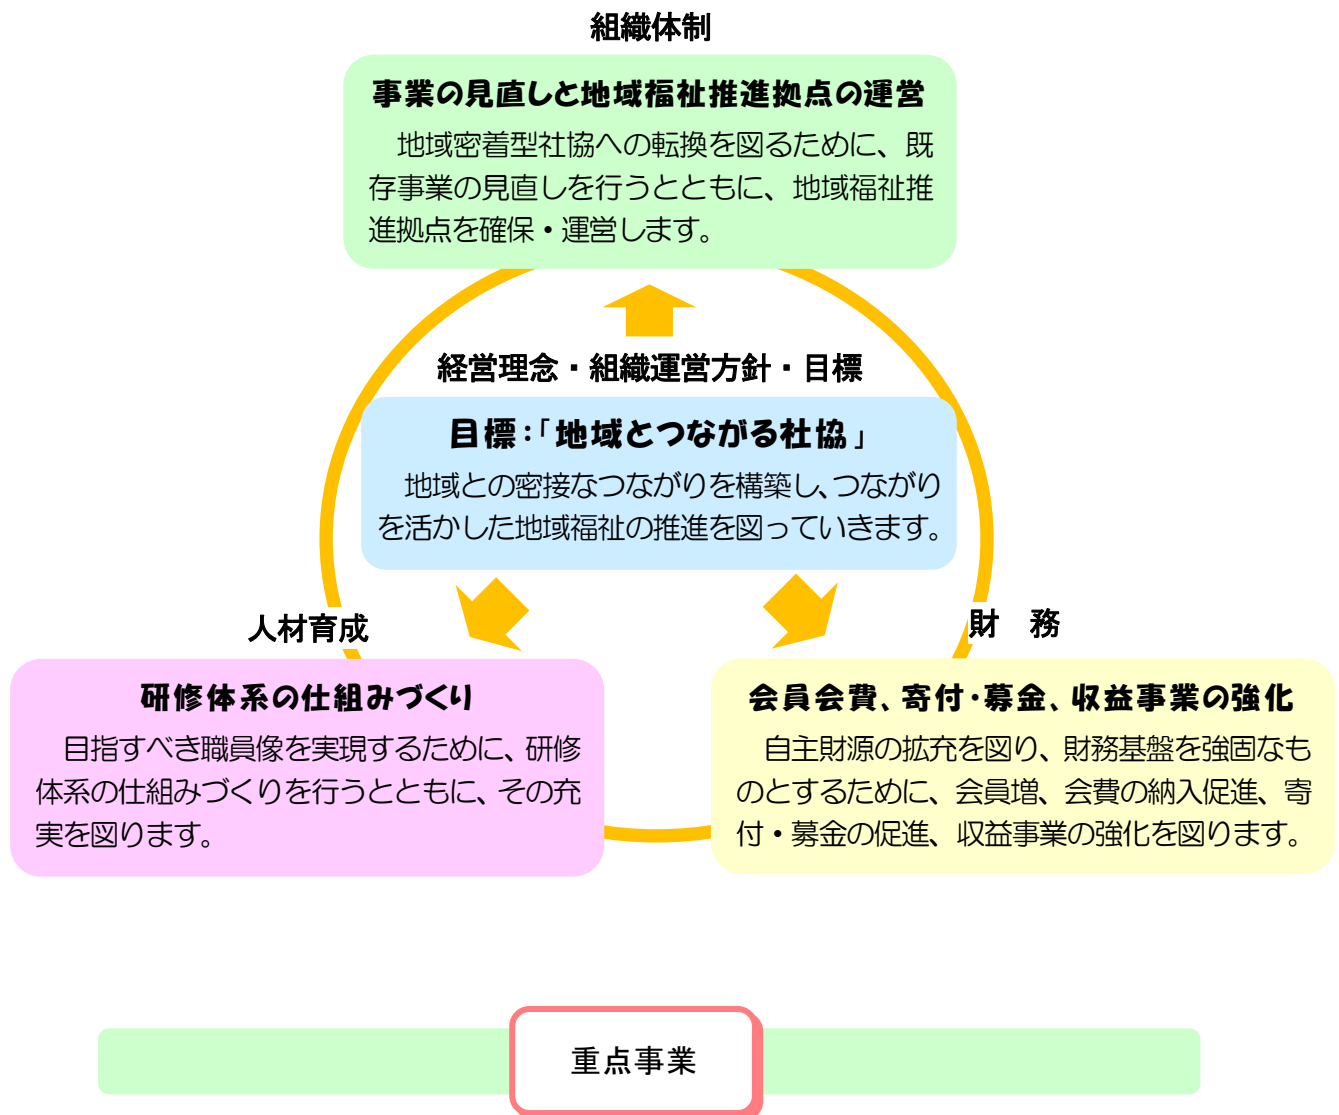 組織体制
事業の見直しと地域福祉推進拠点の運営
地域密着型社協への転換を図るために、既
存事業の見直しを行うとともに、地域福祉推
進拠点を確保・運営します。
経営理念・組織運営方針・目標
目標：「地域とつながる社協」
地域との密接なつながりを構築し、つながり
を活かした地域福祉の推進を図っていきます。
人材育成
研修体系の仕組みづくり
目指すべき職員像を実現するために、研修
体系の仕組みづくりを行うとともに、その充
実を図ります。
財　務
会員会費、寄付・募金、収益事業の強化
自主財源の拡充を図り、財務基盤を強固なも
のとするために、会員増、会費の納入促進、寄
付・募金の促進、収益事業の強化を図ります。
重点事業